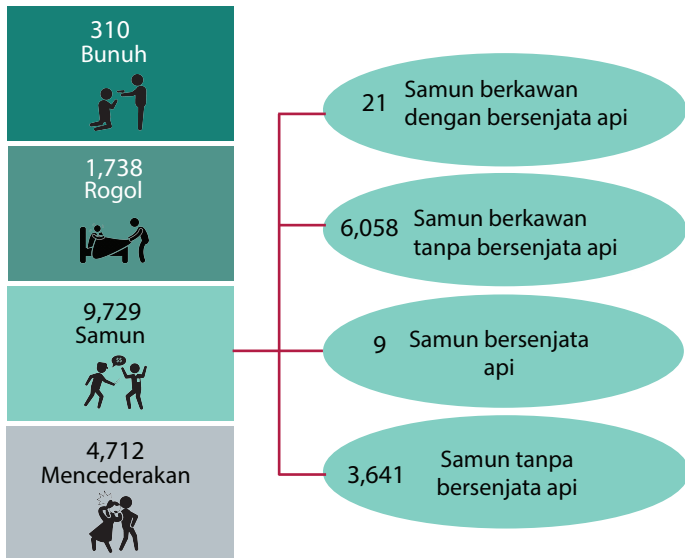 310
Bunuh
1,738
Rogol
9,729
Samun
$$
4,712
Mencederakan
21 Samun berkawan
dengan bersenjata api
6,058 Samun berkawan
tanpa bersenjata api
9 Samun bersenjata
api
3,641 Samun tanpa
bersenjata api